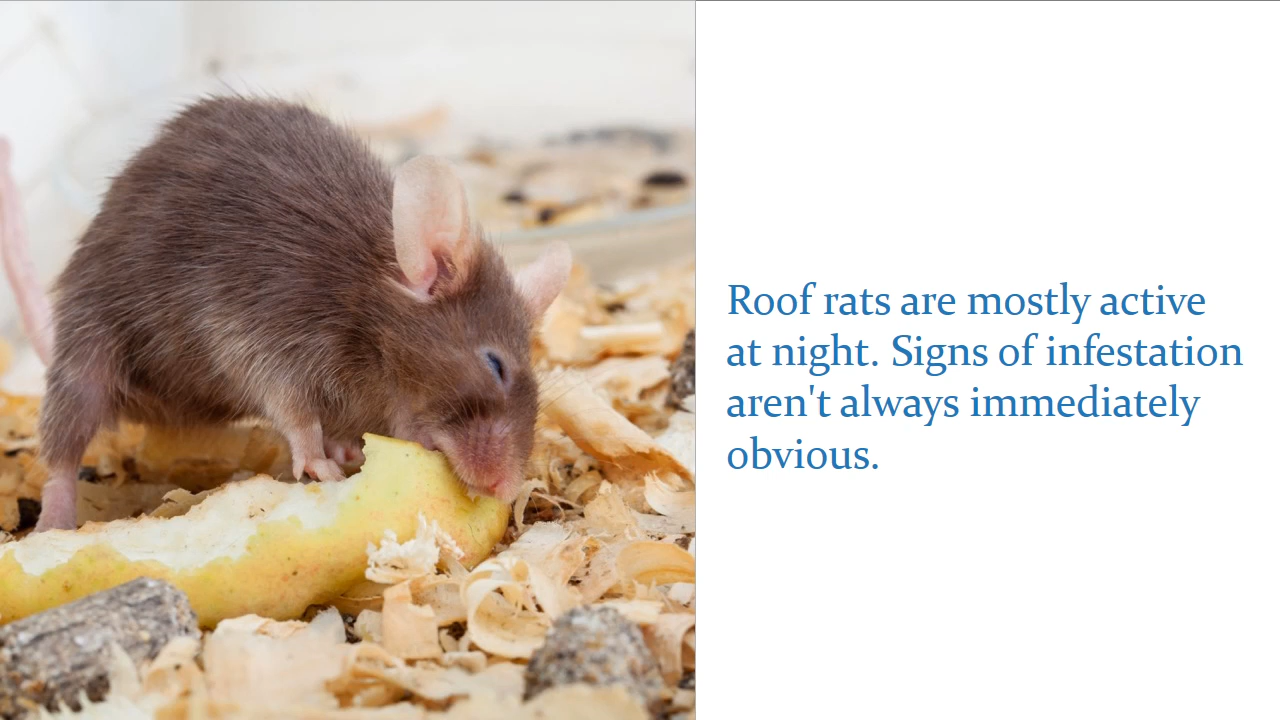 Roof rats are mostly active
at night. Signs of infestation
aren't always immediately
obvious.